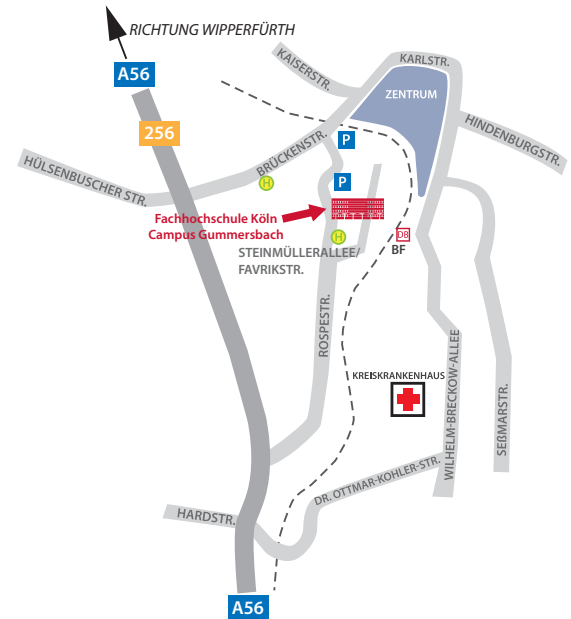 RICHTUNG WIPPERFÜRTH
A56
KAISERSTR.
KARLSTR.
ZENTRUM
256
HINDENBURGSTR.
P
BRÜCKENSTR.
HÜLSENBUSCHER STR.
H
P
Fachhochschule Köln
Campus Gummersbach
H
DB
BF
STEINMÜLLERALLEE/
FAVRIKSTR.
ROSPESTR.
KREISKRANKENHAUS
WILHELM-BRECKOW-ALLEE
SEßMARSTR.
DR. OTTMAR-KOHLER-STR.
HARDSTR.
A56